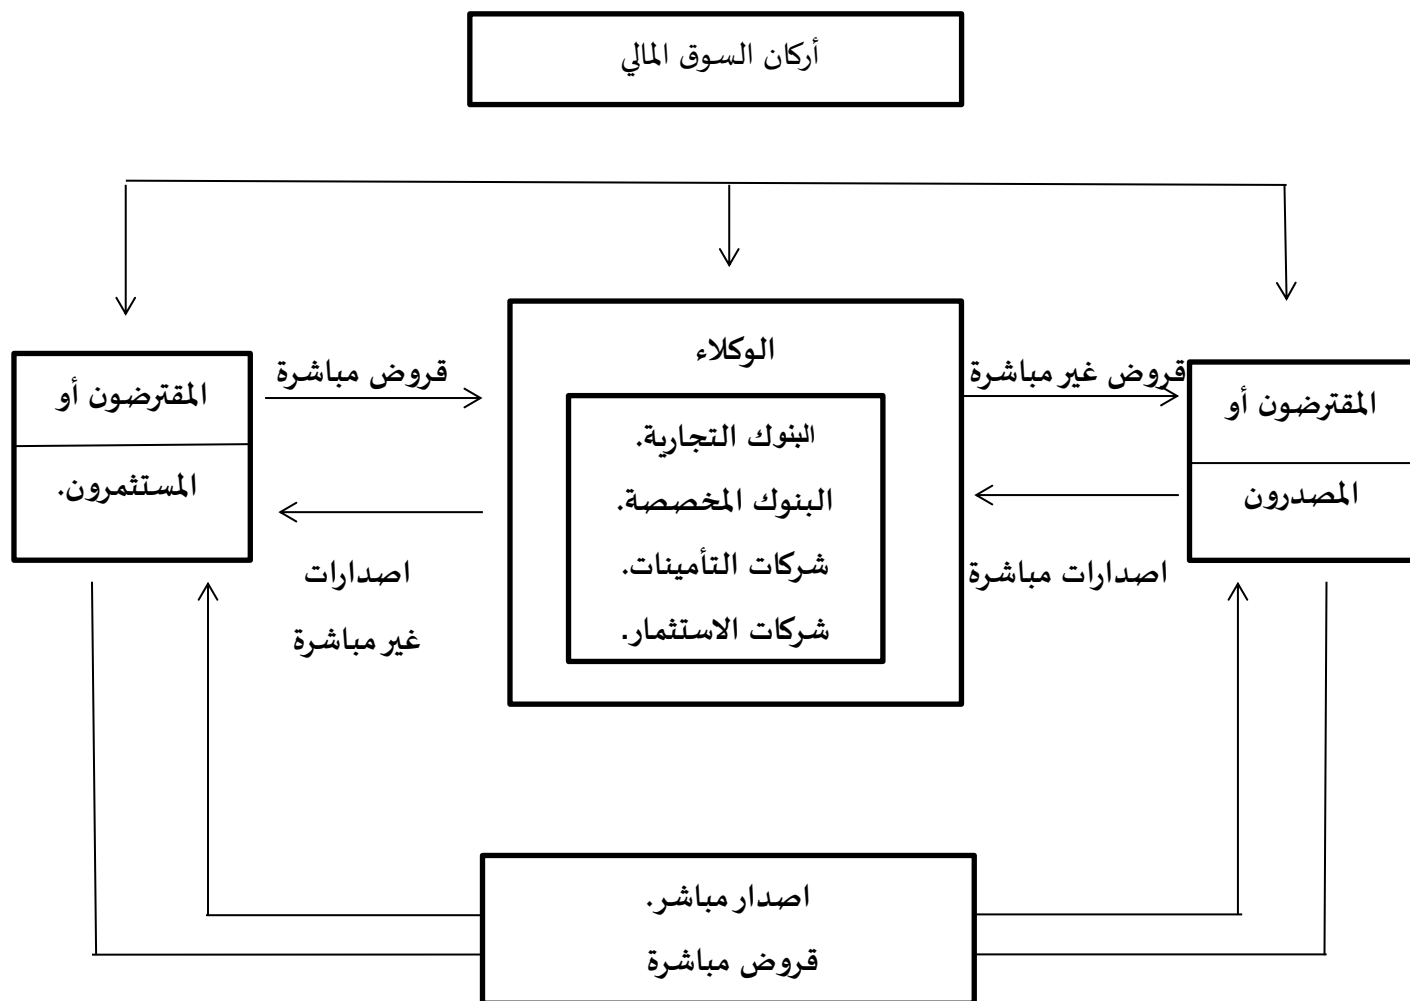 أركان السوق المالي
المقترضون أو
المصدرون
قروض غير مباشرة
اصدارات مباشرة
الوكلاء
البنوك التجارية.
البنوك المخصصة.
شركات التأمينات.
شركات الاستثمار.
قروض مباشرة
اصدارات
غير مباشرة
المقترضون أو
المستثمرون.
اصدار مباشر.
قروض مباشرة